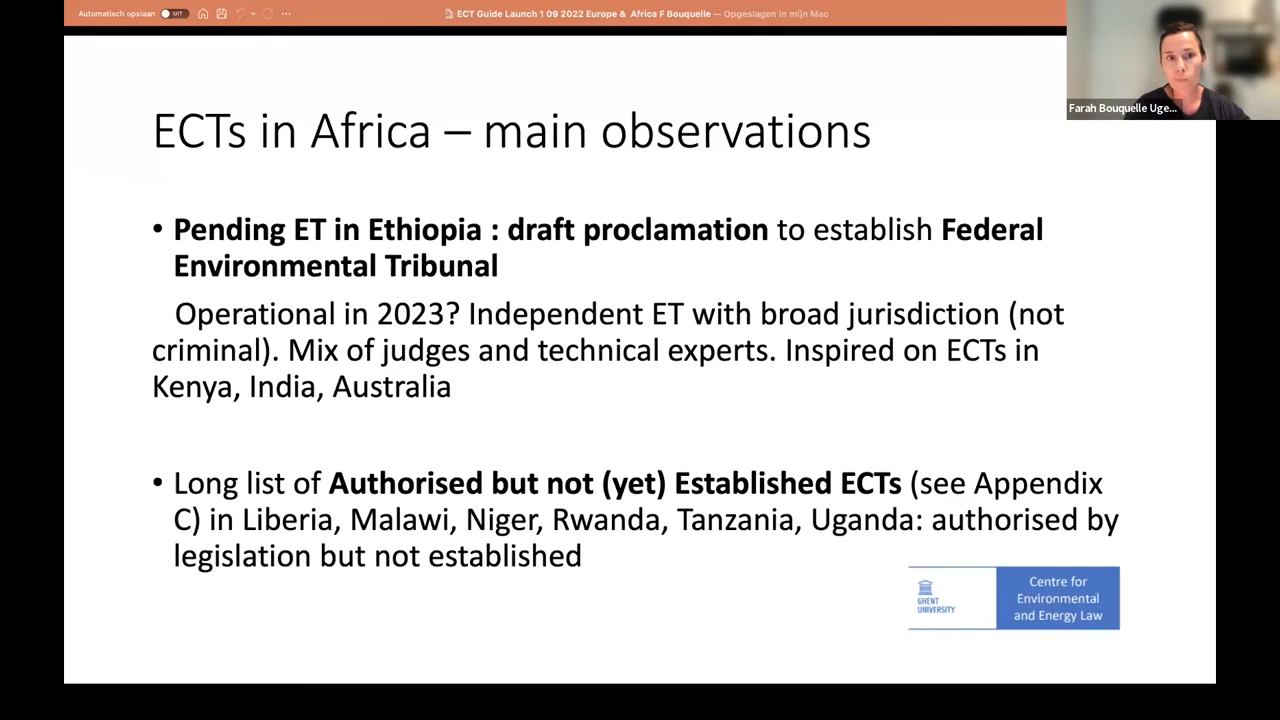 Automatisch opslaan UIT ECT Guide Launch 1 09 2022 Europe & Africa F Bouquelle — Opgeslagen in mijn Mac
Farah Bouquelle Uge...
ECTs in Africa – main observations
• Pending ET in Ethiopia : draft proclamation to establish Federal
Environmental Tribunal
Operational in 2023? Independent ET with broad jurisdiction (not
criminal). Mix of judges and technical experts. Inspired on ECTs in
Kenya, India, Australia
• Long list of Authorised but not (yet) Established ECTs (see Appendix
C) in Liberia, Malawi, Niger, Rwanda, Tanzania, Uganda: authorised by
legislation but not established
GHENT
UNIVERSITY
Centre for
Environmental
and Energy Law